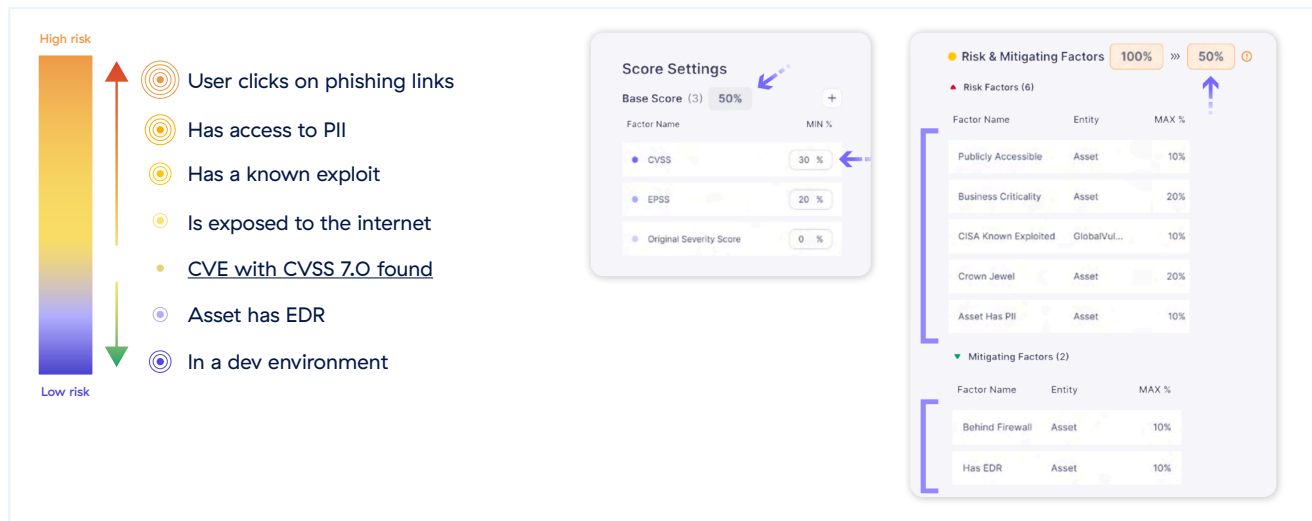 High risk
User clicks on phishing links
Has access to PII
Has a known exploit
Is exposed to the internet
CVE with CVSS 7.0 found
Asset has EDR
In a dev environment
Low risk
Score Settings
Base Score (3) 50% +
Factor Name MIN %
CVSS 30 %
EPSS 20 %
Original Severity Score 0 %
Risk & Mitigating Factors 100% >>> 50%
Risk Factors (6)
Factor Name Entity MAX %
Publicly Accessible Asset 10%
Business Criticality Asset 20%
CISA Known Exploited GlobalVul... 10%
Crown Jewel Asset 20%
Asset Has PII Asset 10%
Mitigating Factors (2)
Factor Name Entity MAX %
Behind Firewall Asset 10%
Has EDR Asset 10%